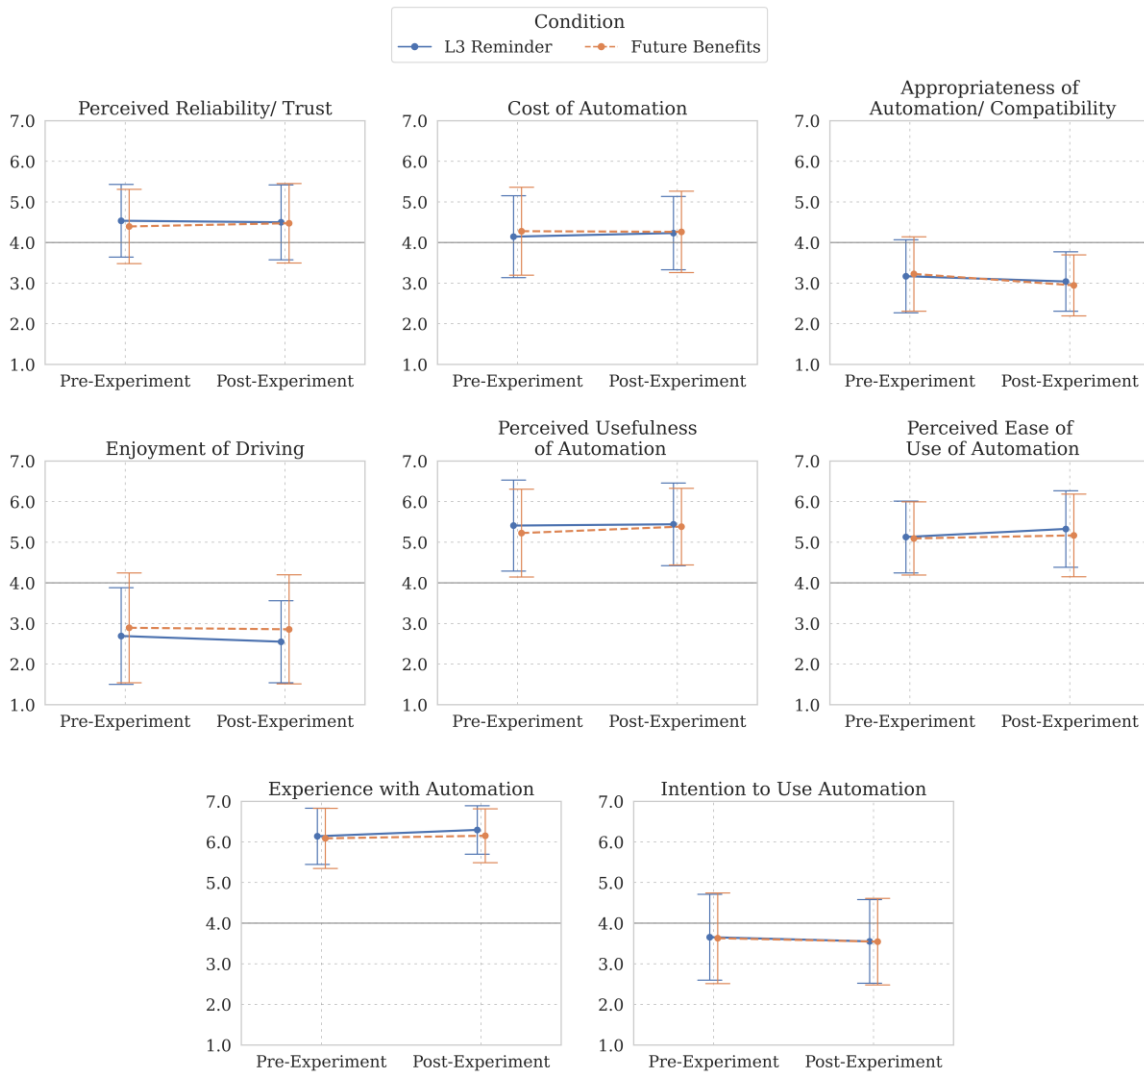 Condition
L3 Reminder
Future Benefits
Perceived Reliability/ Trust
7.0
6.0
5.0
4.0
3.0
2.0
1.0
Pre-Experiment
Post-Experiment
Cost of Automation
7.0
6.0
5.0
4.0
3.0
2.0
1.0
Pre-Experiment
Post-Experiment
Appropriateness of
Automation/ Compatibility
7.0
6.0
5.0
4.0
3.0
2.0
1.0
Pre-Experiment
Post-Experiment
Enjoyment of Driving
7.0
6.0
5.0
4.0
3.0
2.0
1.0
Pre-Experiment
Post-Experiment
Perceived Usefulness
of Automation
7.0
6.0
5.0
4.0
3.0
2.0
1.0
Pre-Experiment
Post-Experiment
Perceived Ease of
Use of Automation
7.0
6.0
5.0
4.0
3.0
2.0
1.0
Pre-Experiment
Post-Experiment
Experience with Automation
7.0
6.0
5.0
4.0
3.0
2.0
1.0
Pre-Experiment
Post-Experiment
Intention to Use Automation
7.0
6.0
5.0
4.0
3.0
2.0
1.0
Pre-Experiment
Post-Experiment